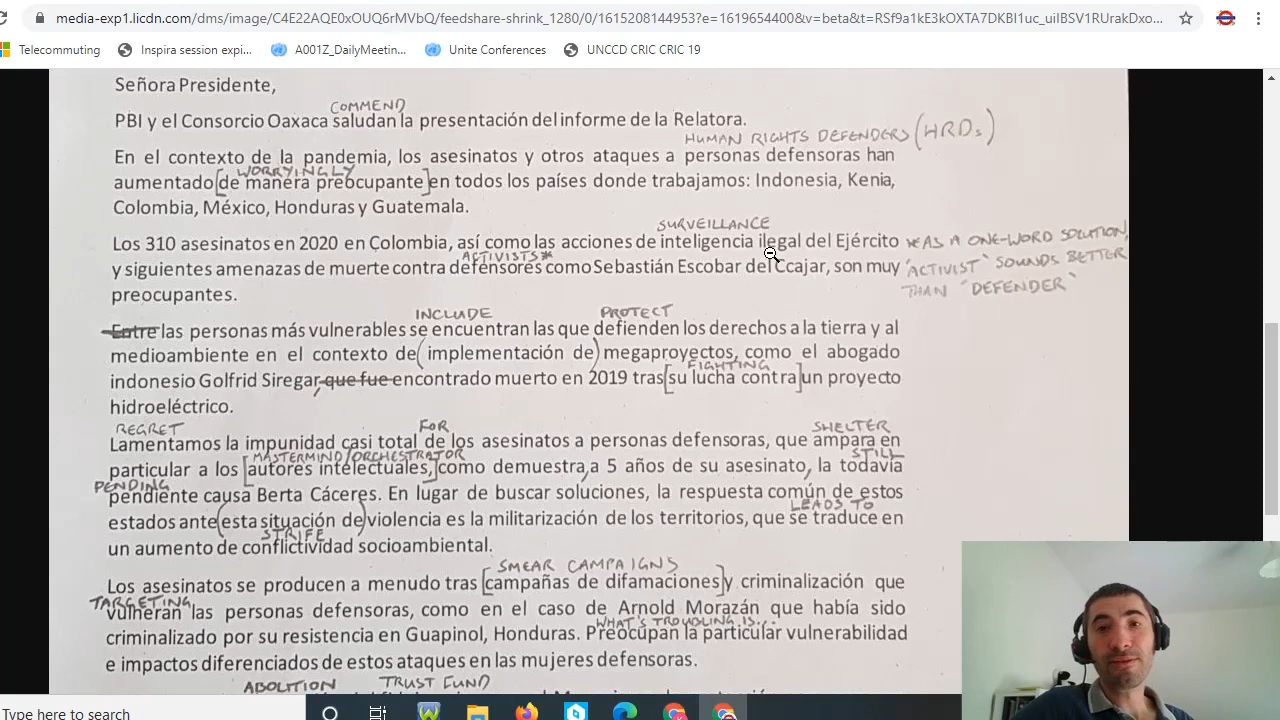 media-exp1.licdn.com/dms/image/C4E22AQE0xOUQ6rMVbQ/feedshare-shrink_1280/0/1615208144953?e=1619654400&v=beta&t=RSf9a1kE3kOXTA7DKBI1uc_uiIBSV1RUrakDxo...
Telecommuting Inspira session expi... A001Z_DailyMeetin... Unite Conferences UNCCD CRIC CRIC 19
Señora Presidente,
COMMEND
PBI y el Consorcio Oaxaca saludan la presentación del informe de la Relatora.
HUMAN RIGHTS DEFENDERS (HRDs)
En el contexto de la pandemia, los asesinatos y otros ataques a personas defensoras han
WORRYINGLY
aumentado [de manera preocupante] en todos los países donde trabajamos: Indonesia, Kenia,
Colombia, México, Honduras y Guatemala.
SURVEILLANCE
Los 310 asesinatos en 2020 en Colombia, así como las acciones de inteligencia ilegal del Ejército *AS A ONE-WORD SOLUTION,
ACTIVISTS*
y siguientes amenazas de muerte contra defensores como Sebastián Escobar del Ccajar, son muy "ACTIVIST" SOUNDS BETTER
preocupantes. THAN "DEFENDER"
INCLUDE PROTECT
Entre las personas más vulnerables se encuentran las que defienden los derechos a la tierra y al
medioambiente en el contexto de (implementación de) megaproyectos, como el abogado
FIGHTING
indonesio Golfrid Siregar, que fue encontrado muerto en 2019 tras [su lucha contra] un proyecto
hidroeléctrico.
REGRET FOR SHELTER
Lamentamos la impunidad casi total de los asesinatos a personas defensoras, que ampara en
MASTERMIND/ORCHESTRATOR STILL
particular a los [autores intelectuales,] como demuestra, a 5 años de su asesinato, la todavía
PENDING
pendiente causa Berta Cáceres. En lugar de buscar soluciones, la respuesta común de estos
LEADS TO
estados ante (esta situación de) violencia es la militarización de los territorios, que se traduce en
STRIFE
un aumento de conflictividad socioambiental.
SMEAR CAMPAIGNS
Los asesinatos se producen a menudo tras [campañas de difamaciones] y criminalización que
TARGETING
vulneran las personas defensoras, como en el caso de Arnold Morazán que había sido
WHAT'S TROUBLING IS...
criminalizado por su resistencia en Guapinol, Honduras. Preocupan la particular vulnerabilidad
e impactos diferenciados de estos ataques en las mujeres defensoras.
ABOLITION TRUST FUND
Type here to search